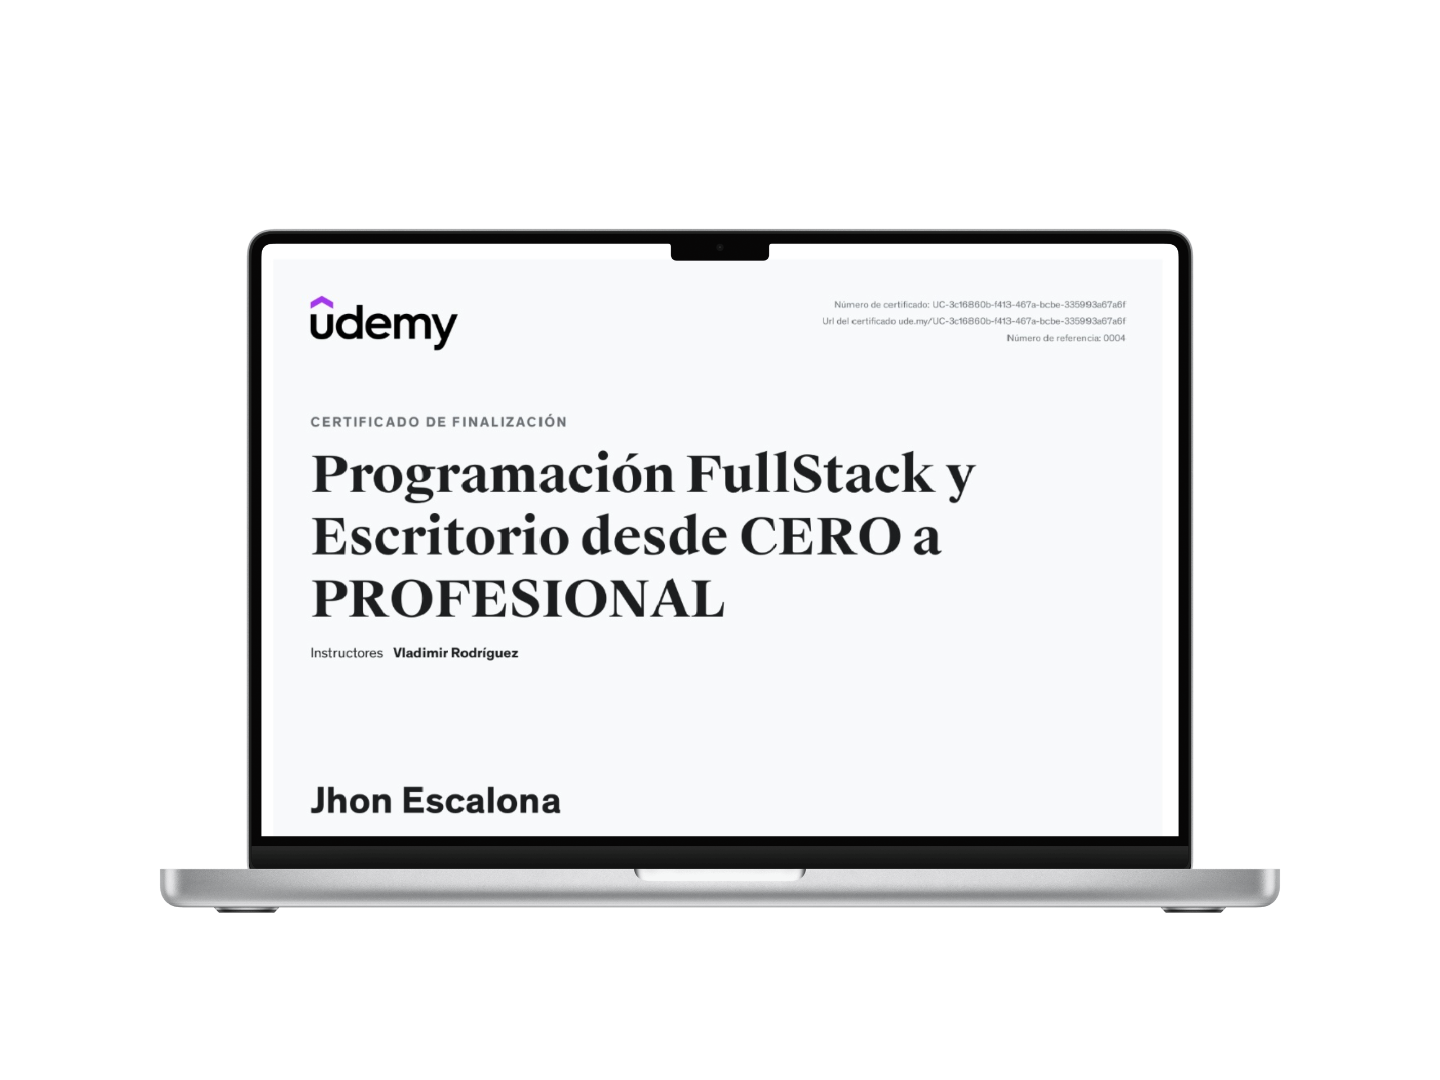 udemy
Número de certificado: UC-3c16860b-f413-467a-bcbe-335993a67a6f
Url del certificado ude.my/UC-3c16860b-f413-467a-bcbe-335993a67a6f
Número de referencia: 0004
CERTIFICADO DE FINALIZACIÓN
Programación FullStack y
Escritorio desde CERO a
PROFESIONAL
Instructores Vladimir Rodríguez
Jhon Escalona